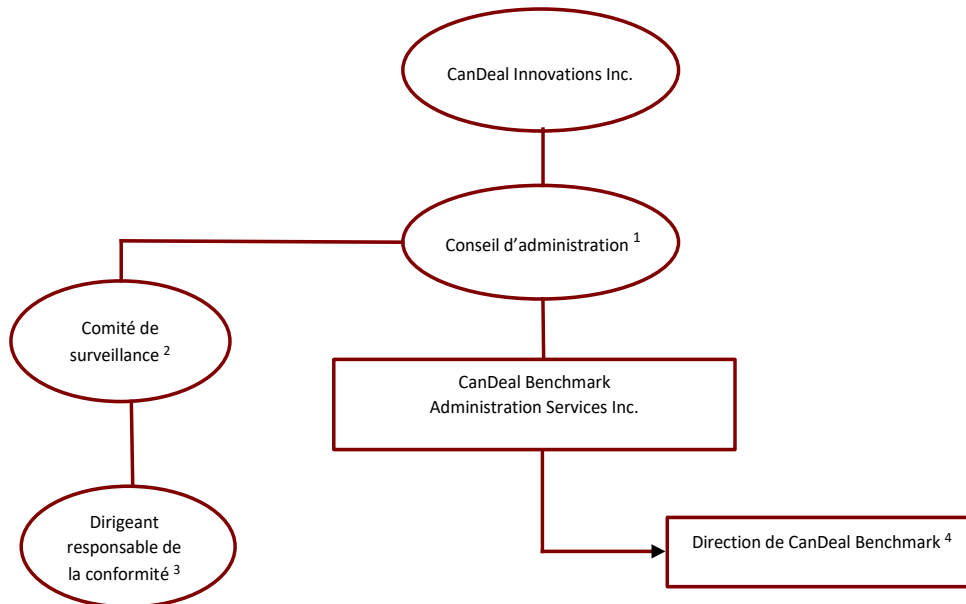 CanDeal Innovations Inc.
Conseil d’administration 1
Comité de
surveillance 2
CanDeal Benchmark
Administration Services Inc.
Dirigeant
responsable de
la conformité 3
Direction de CanDeal Benchmark 4